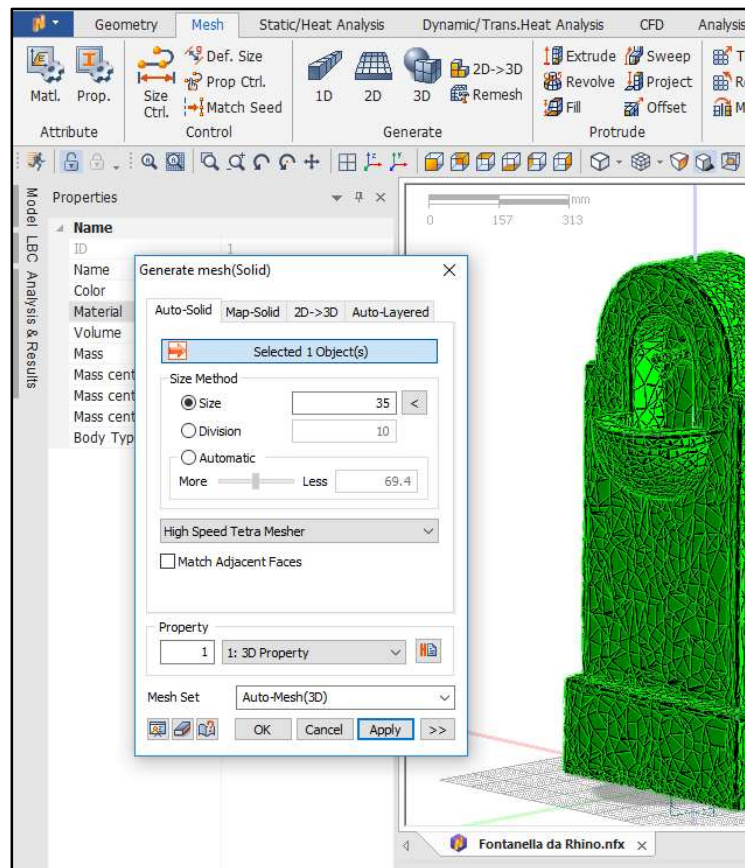 Geometry Mesh Static/Heat Analysis Dynamic/Trans.Heat Analysis CFD Analysis
Matl. Prop. Size Ctrl. Def. Size Prop Ctrl. Match Seed 1D 2D 3D 2D->3D Remesh Extrude Revolve Fill Sweep Project Offset
Attribute Control Generate Protrude
Model LBC Analysis & Results
Properties
Name
ID 1
Name
Color
Material
Volume
Mass
Mass cent
Mass cent
Mass cent
Body Typ
Generate mesh(Solid)
Auto-Solid Map-Solid 2D->3D Auto-Layered
Selected 1 Object(s)
Size Method
Size 35 <
Division 10
Automatic
More Less 69.4
High Speed Tetra Mesher
Match Adjacent Faces
Property
1 1: 3D Property
Mesh Set Auto-Mesh(3D)
OK Cancel Apply >>
mm
0 157 313
Fontanella da Rhino.nfx